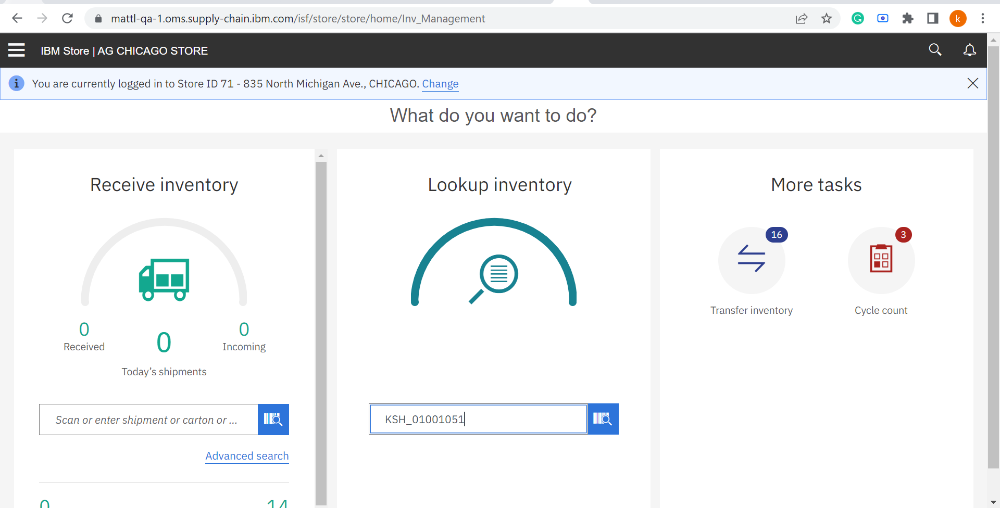 mattl-qa-1.oms.supply-chain.ibm.com/isf/store/store/home/Inv_Management
k
IBM Store | AG CHICAGO STORE
You are currently logged in to Store ID 71 - 835 North Michigan Ave., CHICAGO. Change
What do you want to do?
Receive inventory
0
Received
0
0
Incoming
Today's shipments
Scan or enter shipment or carton or ...
Advanced search
0
14
Lookup inventory
KSH_01001051
More tasks
16
3
Transfer inventory
Cycle count